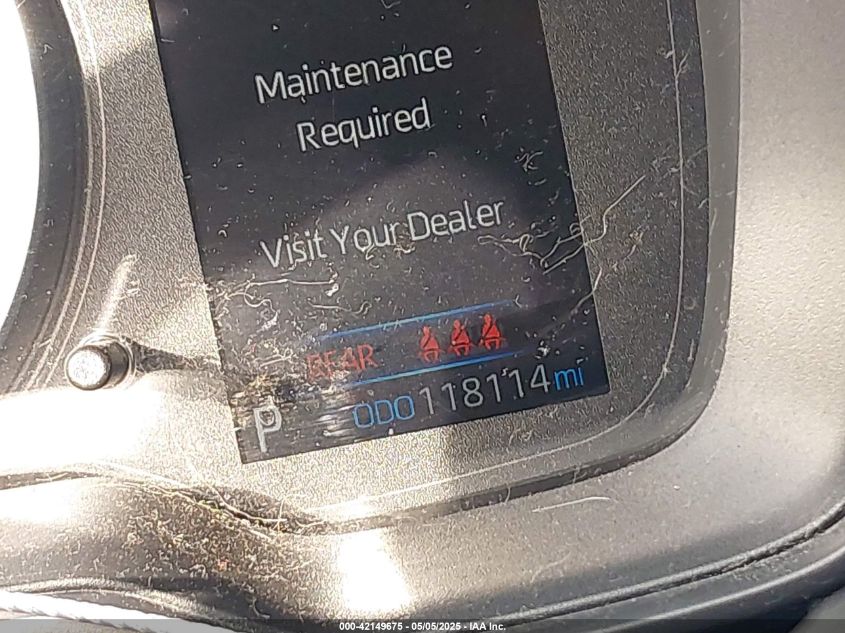 Maintenance
Required
Visit Your Dealer
REAR
P ODO 118114 mi
000-42149675 - 05/05/2025 - IAA Inc.